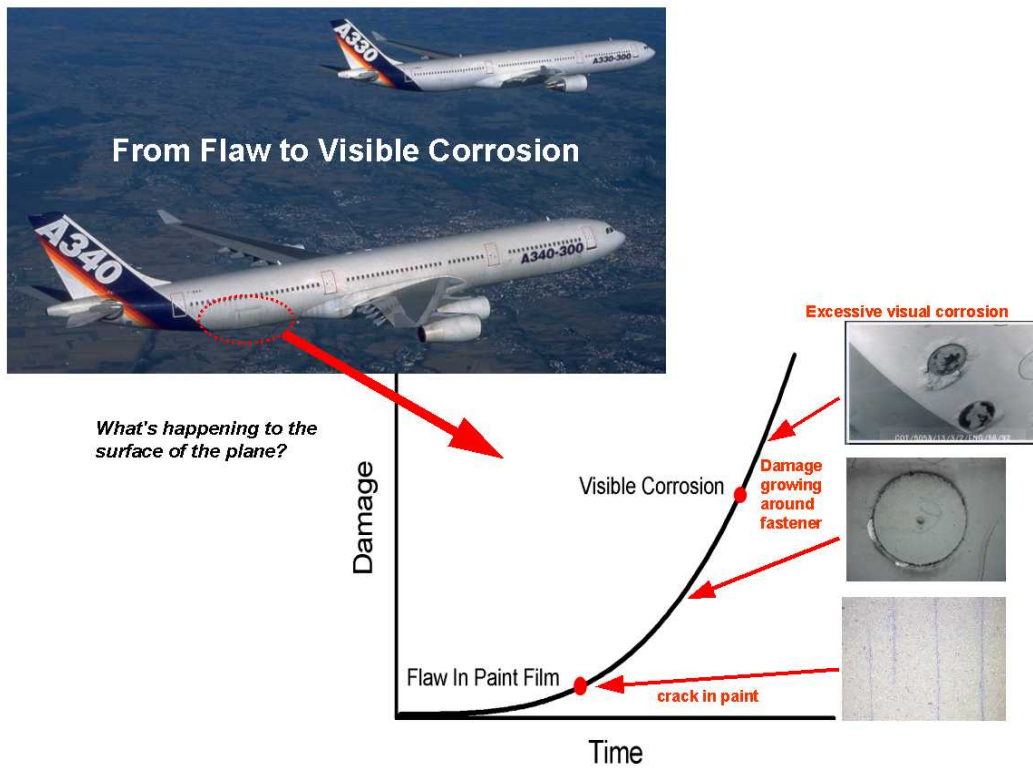 A330
A330-300
From Flaw to Visible Corrosion
A340
A340-300
Excessive visual corrosion
What's happening to the
surface of the plane?
Damage
Visible Corrosion
Damage
growing
around
fastener
Flaw In Paint Film
crack in paint
Time